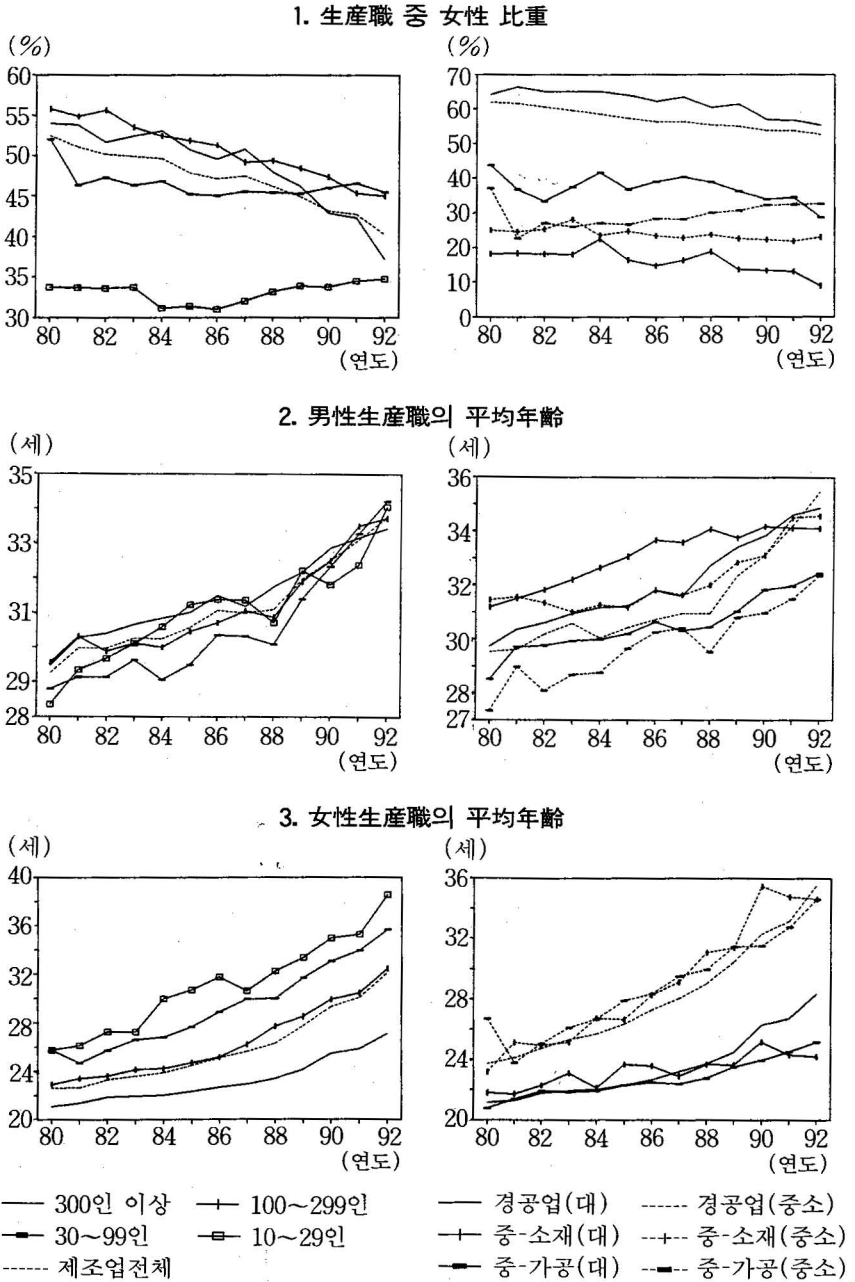 1. 生産職 중 女性 比重
(%)
60
55
50
45
40
35
30
80 82 84 86 88 90 92
(연도)
(%)
70
60
50
40
30
20
10
0
80 82 84 86 88 90 92
(연도)
2. 男性生産職의 平均年齡
(세)
35
33
31
29
28
80 82 84 86 88 90 92
(연도)
(세)
36
34
32
30
28
27
80 82 84 86 88 90 92
(연도)
3. 女性生産職의 平均年齡
(세)
40
36
32
28
24
20
80 82 84 86 88 90 92
(연도)
(세)
36
32
28
24
20
80 82 84 86 88 90 92
(연도)
300인 이상 100~299인
30~99인 10~29인
제조업전체
경공업(대) 경공업(중소)
중-소재(대) 중-소재(중소)
중-가공(대) 중-가공(중소)